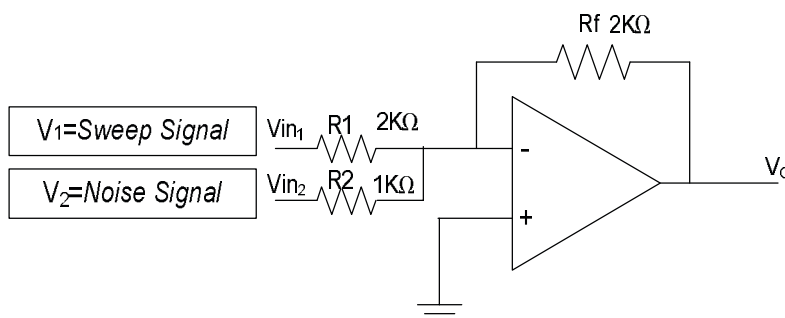 Rf 2KΩ
V1=Sweep Signal
Vin1
R1
2KΩ
V2=Noise Signal
Vin2
R2
1KΩ
-
+